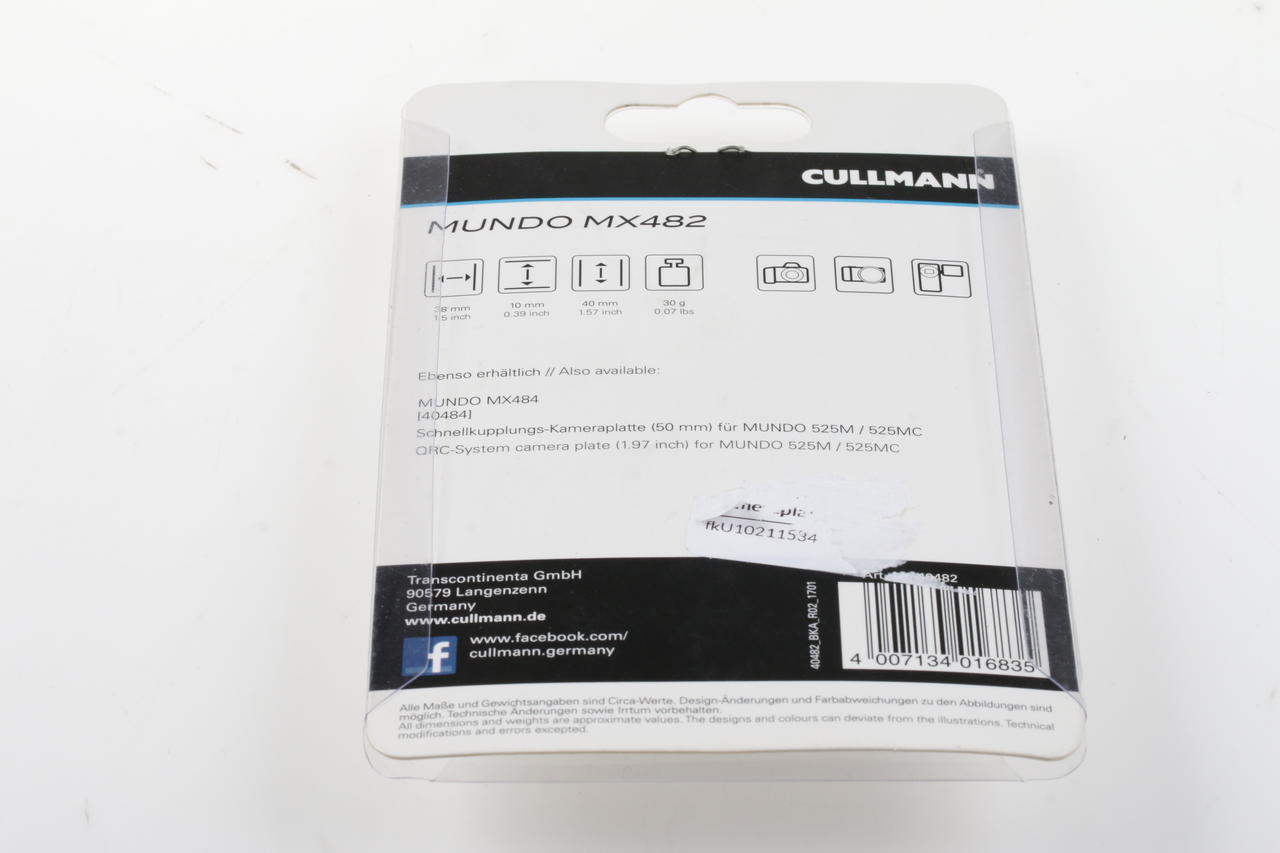 CULLMANN
MUNDO MX482
38 mm
1.5 inch
10 mm
0.39 inch
40 mm
1.57 inch
30 g
0.07 lbs
Ebenso erhältlich // Also available:
MUNDO MX484
[40484]
Schnellkupplungs-Kameraplatte (50 mm) für MUNDO 525M / 525MC
QRC-System camera plate (1.97 inch) for MUNDO 525M / 525MC
fkU10211534
Transcontinenta GmbH
90579 Langenzenn
Germany
www.cullmann.de
f
www.facebook.com/
cullmann.germany
40482_BKA_R02_1701
4 007134 016835
Alle Maße und Gewichtsangaben sind Circa-Werte. Design-Änderungen und Farbabweichungen zu den Abbildungen sind
möglich. Technische Änderungen sowie Irrtum vorbehalten.
All dimensions and weights are approximate values. The designs and colours can deviate from the illustrations. Technical
modifications and errors excepted.